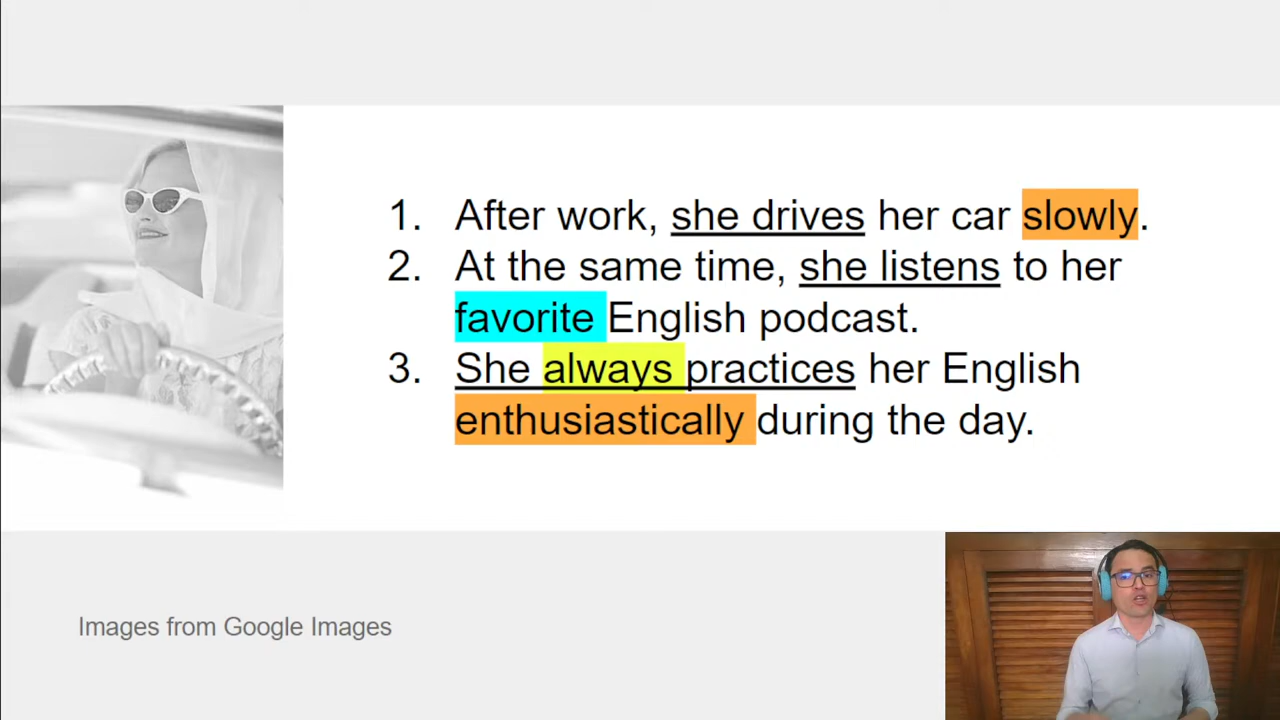 1. After work, she drives her car slowly.
2. At the same time, she listens to her
favorite English podcast.
3. She always practices her English
enthusiastically during the day.
Images from Google Images